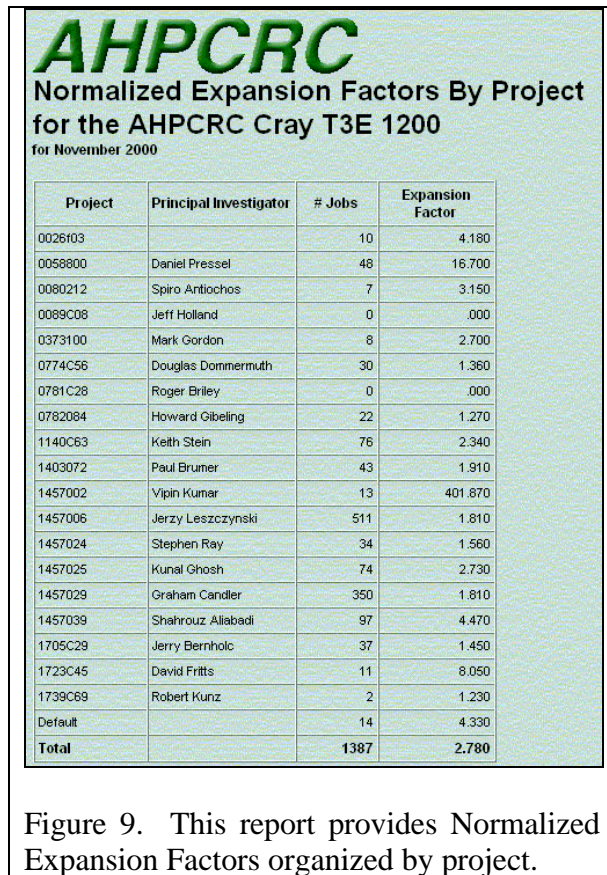 AHPCRC
Normalized Expansion Factors By Project
for the AHPCRC Cray T3E 1200
for November 2000
Project Principal Investigator # Jobs Expansion Factor
0026f03 10 4.180
0058800 Daniel Pressel 48 16.700
0080212 Spiro Antiochos 7 3.150
0089C08 Jeff Holland 0 .000
0373100 Mark Gordon 8 2.700
0774C56 Douglas Dommermuth 30 1.360
0781C28 Roger Briley 0 .000
0782084 Howard Gibeling 22 1.270
1140C63 Keith Stein 76 2.340
1403072 Paul Brumer 43 1.910
1457002 Vipin Kumar 13 401.870
1457006 Jerzy Leszczynski 511 1.810
1457024 Stephen Ray 34 1.560
1457025 Kunal Ghosh 74 2.730
1457029 Graham Candler 350 1.810
1457039 Shahrouz Aliabadi 97 4.470
1705C29 Jerry Bernholc 37 1.450
1723C45 David Fritts 11 8.050
1739C69 Robert Kunz 2 1.230
Default 14 4.330
Total 1387 2.780
Figure 9. This report provides Normalized
Expansion Factors organized by project.